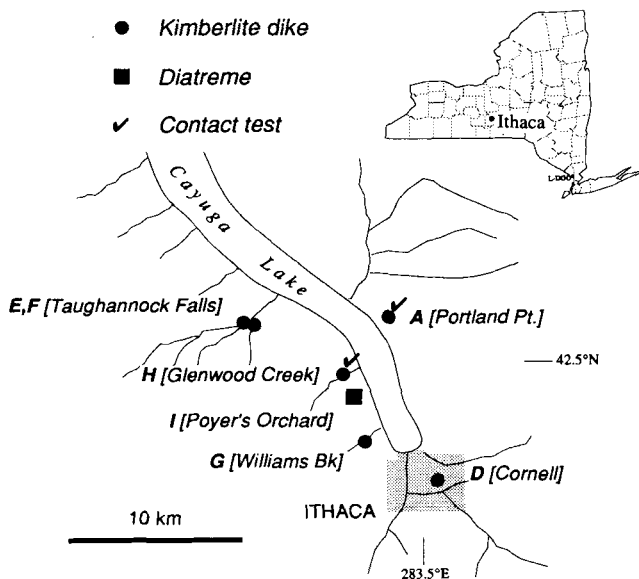 Kimberlite dike
Diatreme
Contact test
Ithaca
Cayuga Lake
E,F [Taughannock Falls]
A [Portland Pt.]
42.5°N
H [Glenwood Creek]
I [Poyer's Orchard]
G [Williams Bk]
D [Cornell]
ITHACA
10 km
283.5°E